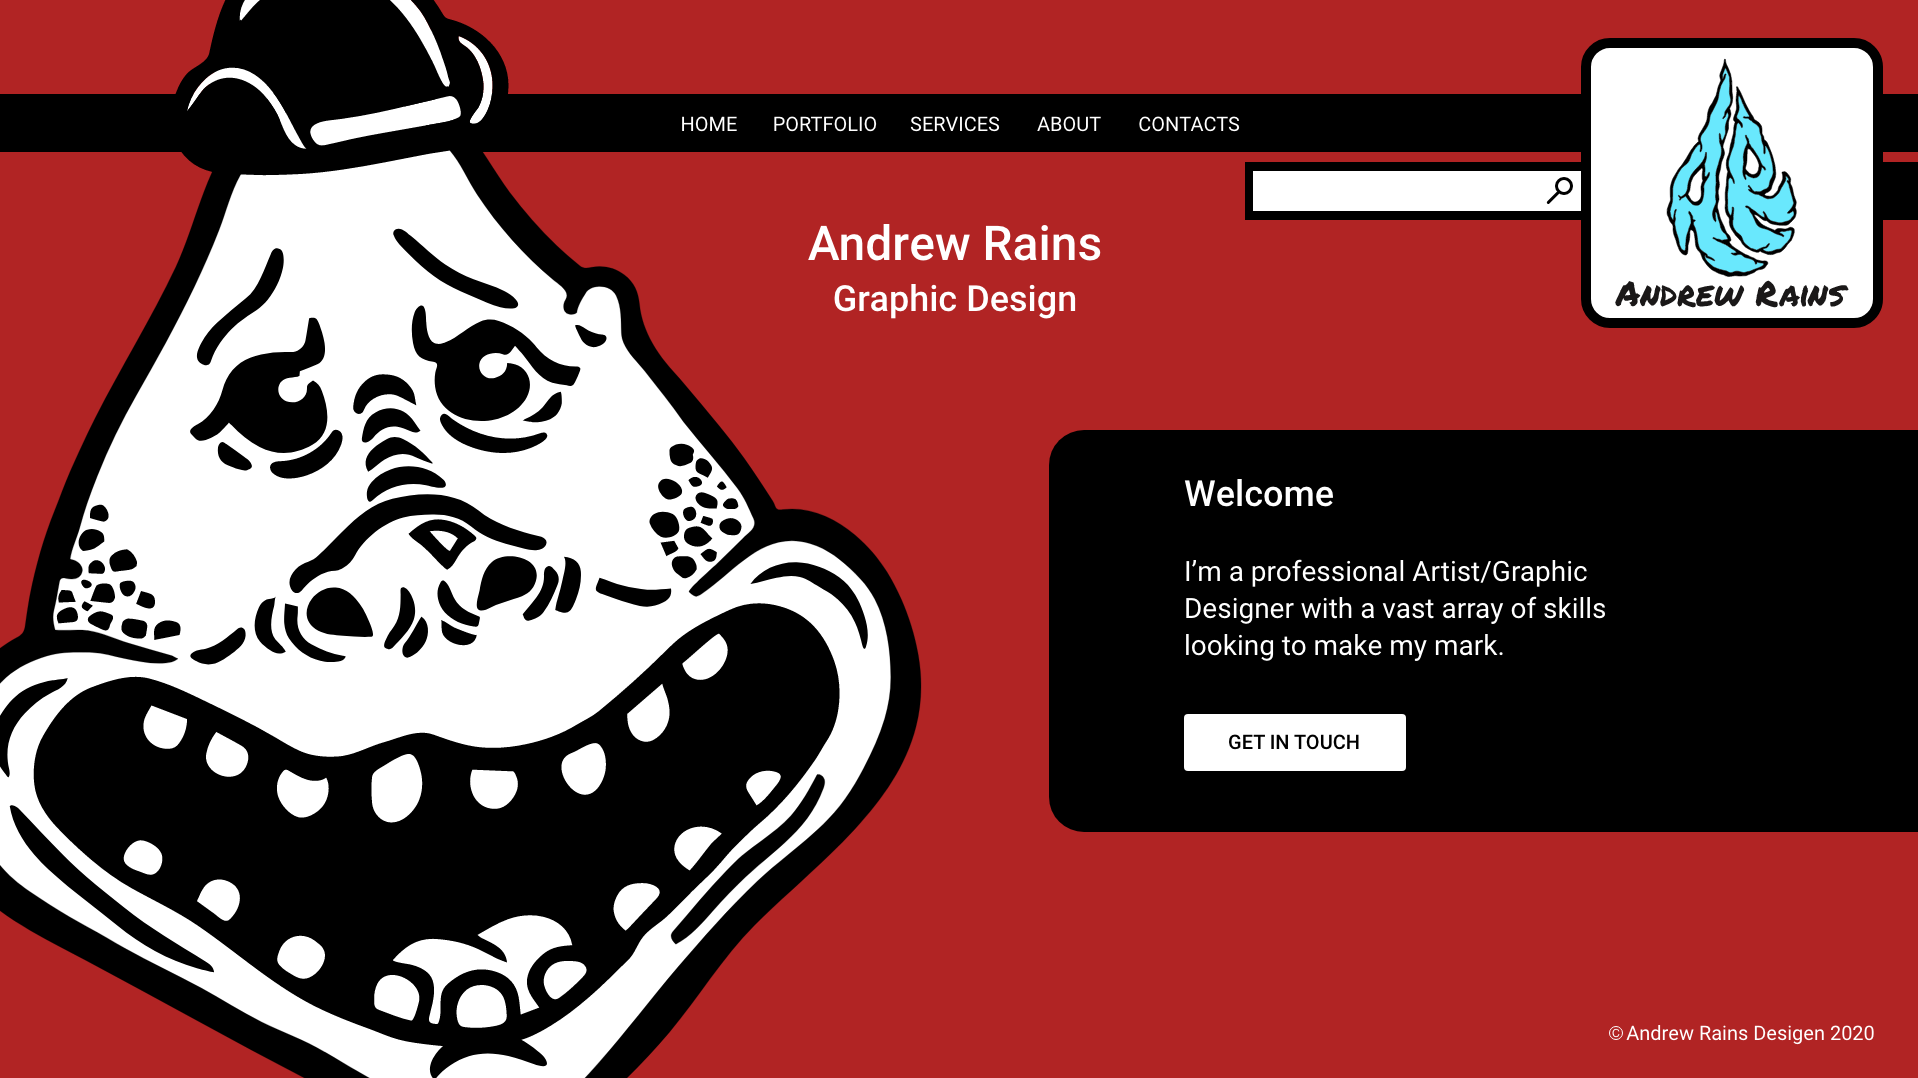 HOME PORTFOLIO SERVICES ABOUT CONTACTS
Andrew Rains
Graphic Design
ANDREW RAINS
Welcome
I’m a professional Artist/Graphic
Designer with a vast array of skills
looking to make my mark.
GET IN TOUCH
© Andrew Rains Desigen 2020